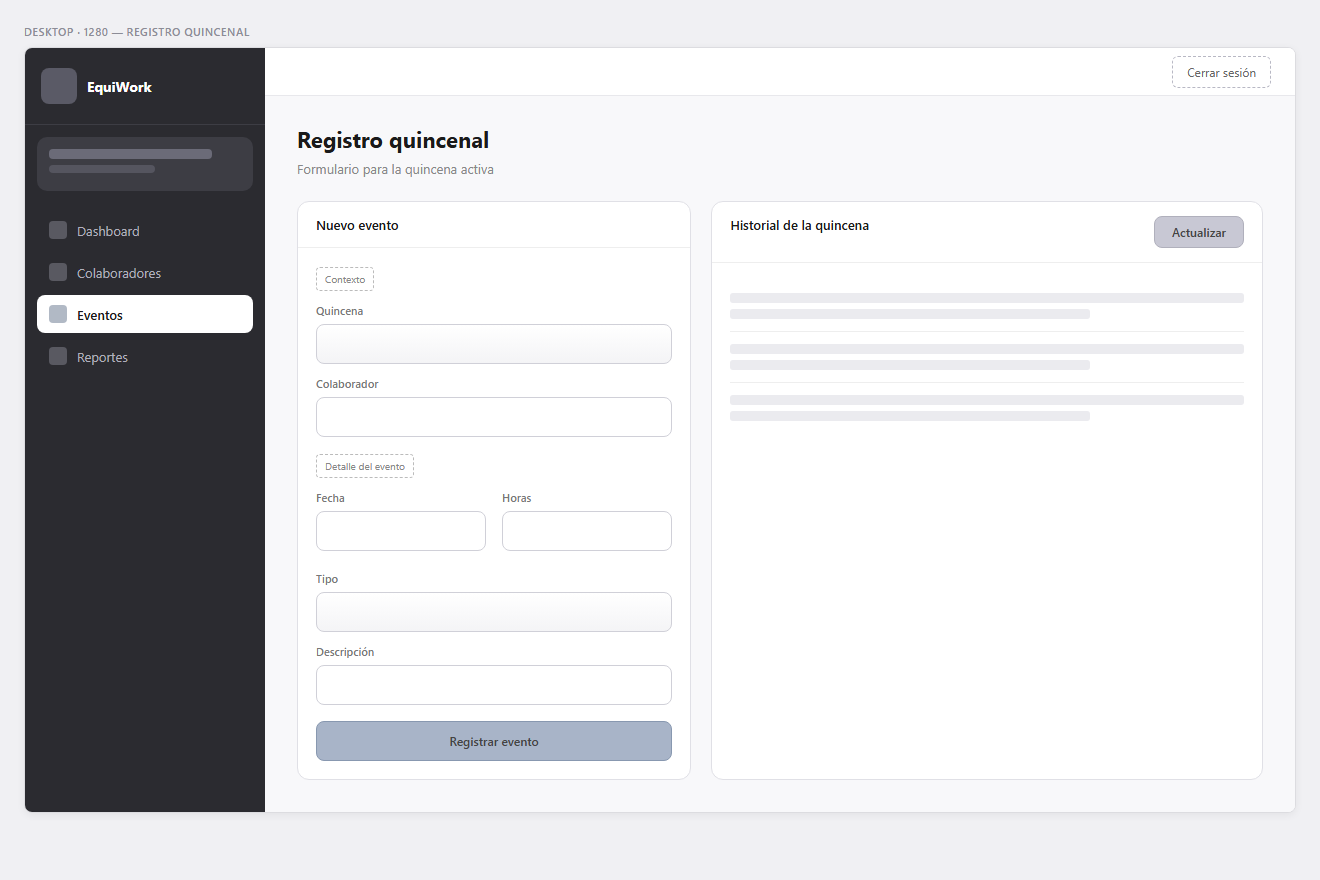 DESKTOP · 1280 — REGISTRO QUINCENAL
EquiWork
Dashboard
Colaboradores
Eventos
Reportes
Cerrar sesión
Registro quincenal
Formulario para la quincena activa
Nuevo evento
Contexto
Quincena
Colaborador
Detalle del evento
Fecha
Horas
Tipo
Descripción
Registrar evento
Historial de la quincena
Actualizar